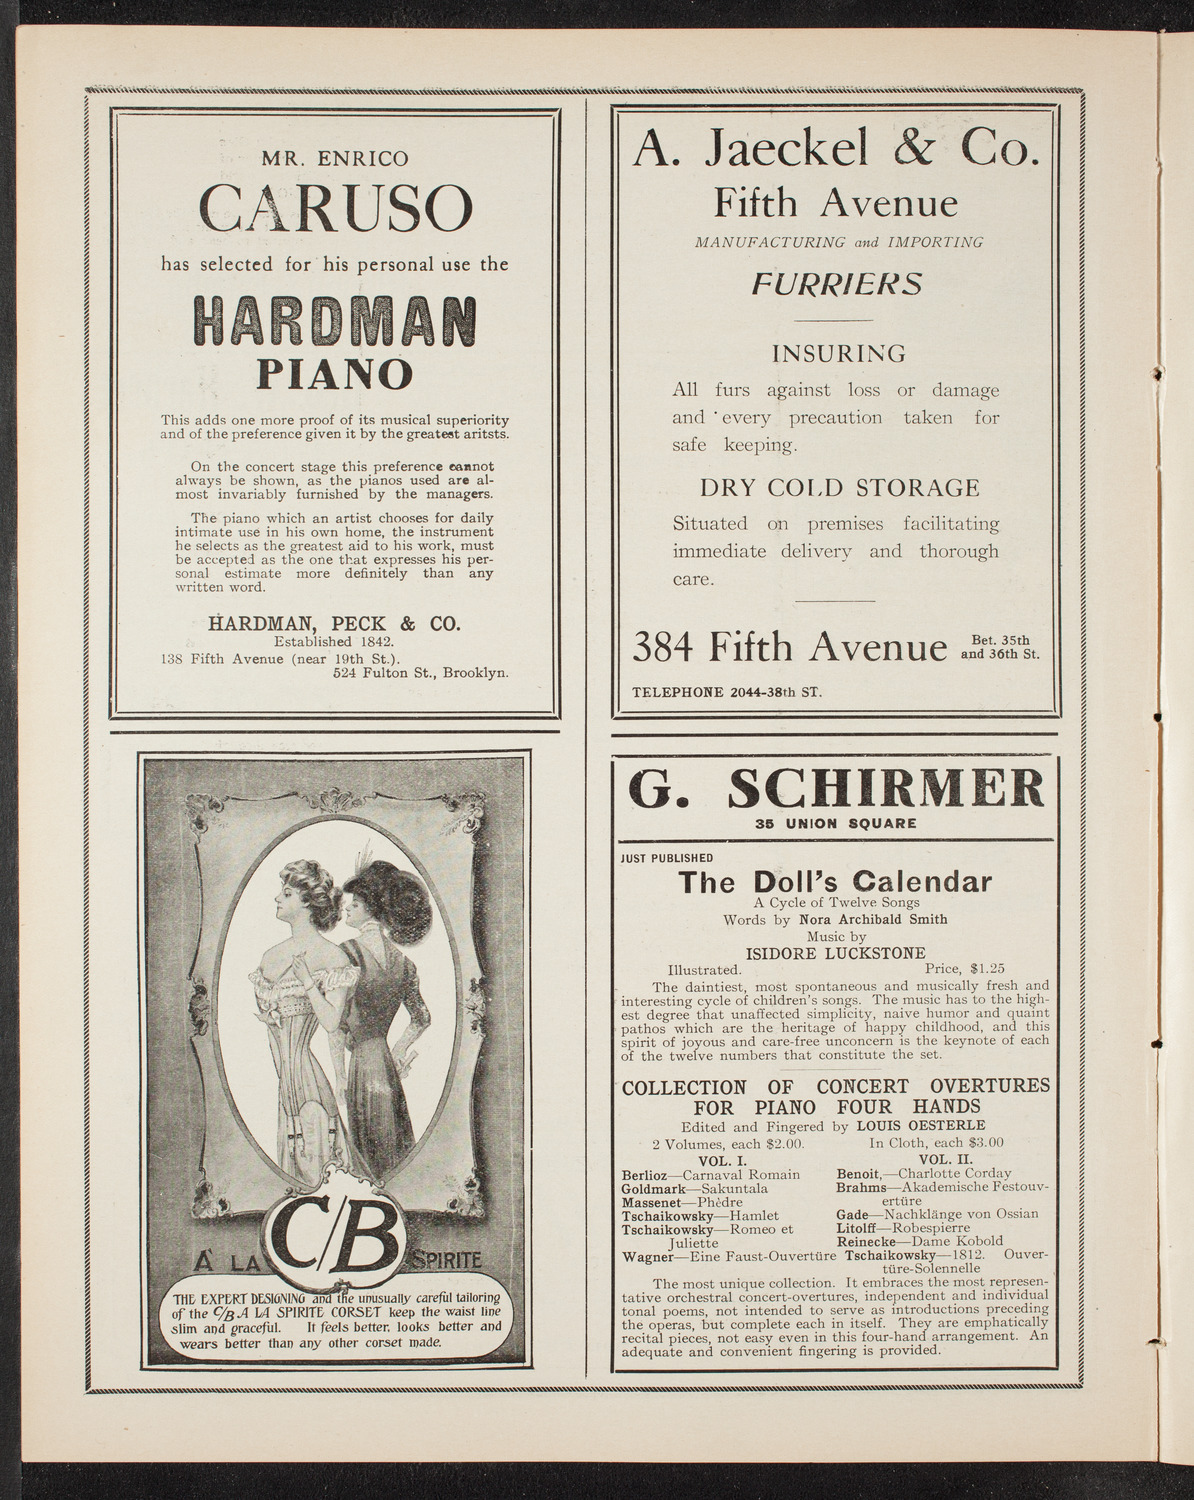 MR. ENRICO
CARUSO
has selected for his personal use the
HARDMAN
PIANO
This adds one more proof of its musical superiority
and of the preference given it by the greatest aritsts.
On the concert stage this preference cannot
always be shown, as the pianos used are al-
most invariably furnished by the managers.
The piano which an artist chooses for daily
intimate use in his own home, the instrument
he selects as the greatest aid to his work, must
be accepted as the one that expresses his per-
sonal estimate more definitely than any
written word.
HARDMAN, PECK & CO.
Established 1842.
138 Fifth Avenue (near 19th St.).
524 Fulton St., Brooklyn.
A. Jaeckel & Co.
Fifth Avenue
MANUFACTURING and IMPORTING
FURRIERS
INSURING
All furs against loss or damage
and every precaution taken for
safe keeping.
DRY COLD STORAGE
Situated on premises facilitating
immediate delivery and thorough
care.
384 Fifth Avenue Bet. 35th
and 36th St.
TELEPHONE 2044-38th ST.
C/B
A LA SPIRITE
THE EXPERT DESIGNING and the unusually careful tailoring
of the C/B A LA SPIRITE CORSET keep the waist line
slim and graceful. It feels better, looks better and
wears better than any other corset made.
G. SCHIRMER
35 UNION SQUARE
JUST PUBLISHED
The Doll's Calendar
A Cycle of Twelve Songs
Words by Nora Archibald Smith
Music by
ISIDORE LUCKSTONE
Illustrated. Price, $1.25
The daintiest, most spontaneous and musically fresh and
interesting cycle of children's songs. The music has to the high-
est degree that unaffected simplicity, naive humor and quaint
pathos which are the heritage of happy childhood, and this
spirit of joyous and care-free unconcern is the keynote of each
of the twelve numbers that constitute the set.
COLLECTION OF CONCERT OVERTURES
FOR PIANO FOUR HANDS
Edited and Fingered by LOUIS OESTERLE
2 Volumes, each $2.00. In Cloth, each $3.00
VOL. I.
Berlioz—Carnaval Romain
Goldmark—Sakuntala
Massenet—Phèdre
Tschaikowsky—Hamlet
Tschaikowsky—Romeo et
Juliette
Wagner—Eine Faust-Ouvertüre
VOL. II.
Benoit,—Charlotte Corday
Brahms—Akademische Festouv-
ertüre
Gade—Nachklänge von Ossian
Litolff—Robespierre
Reinecke—Dame Kobold
Tschaikowsky—1812. Ouver-
türe-Solennelle
The most unique collection. It embraces the most represen-
tative orchestral concert-overtures, independent and individual
tonal poems, not intended to serve as introductions preceding
the operas, but complete each in itself. They are emphatically
recital pieces, not easy even in this four-hand arrangement. An
adequate and convenient fingering is provided.